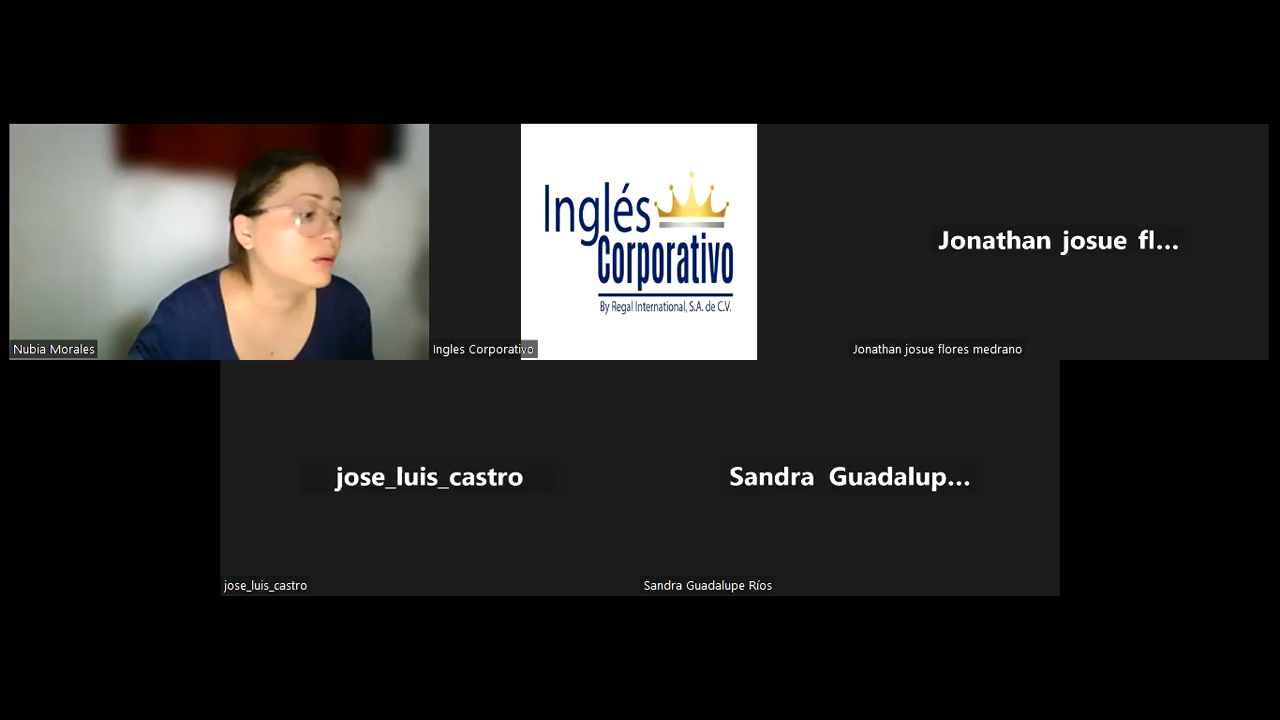 Nubia Morales
Inglés
Corporativo
By Regal International, S.A. de C.V.
Ingles Corporativo
Jonathan josue fl...
Jonathan josue flores medrano
jose_luis_castro
jose_luis_castro
Sandra Guadalup...
Sandra Guadalupe Ríos